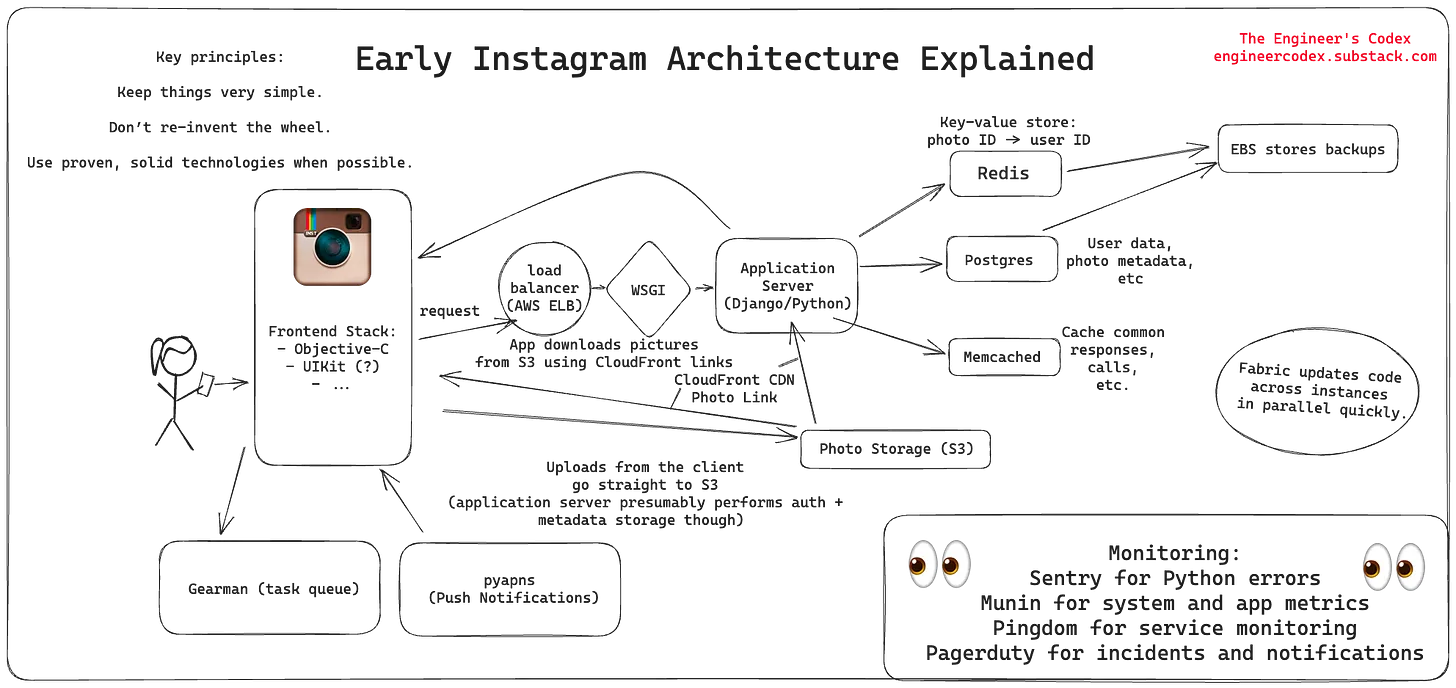 Early Instagram Architecture Explained
The Engineer's Codex
engineercodex.substack.com
Key principles:
Keep things very simple.
Don’t re-invent the wheel.
Use proven, solid technologies when possible.
Frontend Stack:
- Objective-C
- UIKit (?)
- ...
request
load
balancer
(AWS ELB)
WSGI
Application
Server
(Django/Python)
Key-value store:
photo ID → user ID
Redis
EBS stores backups
Postgres
User data,
photo metadata,
etc
Memcached
Cache common
responses,
calls,
etc.
App downloads pictures
from S3 using CloudFront links
CloudFront CDN
Photo Link
Photo Storage (S3)
Uploads from the client
go straight to S3
(application server presumably performs auth +
metadata storage though)
Fabric updates code
across instances
in parallel quickly.
Gearman (task queue)
pyapns
(Push Notifications)
Monitoring:
Sentry for Python errors
Munin for system and app metrics
Pingdom for service monitoring
Pagerduty for incidents and notifications